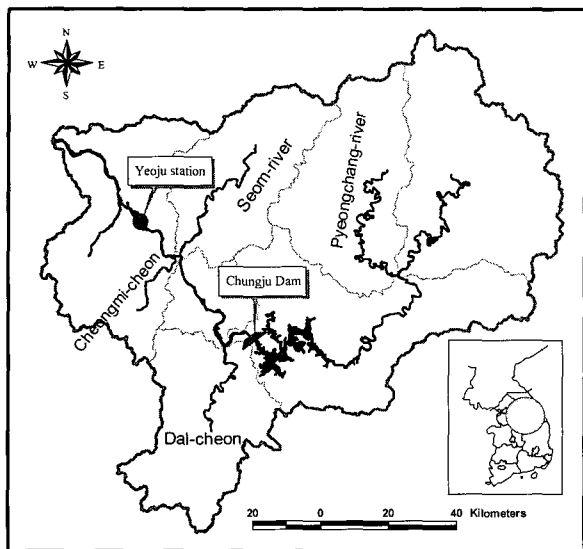 N
W E
S
Yeoju station
Seom-river
Pyeongchang-river
Cheongmi-cheon
Chungju Dam
Dal-cheon
20 0 20 40 Kilometers